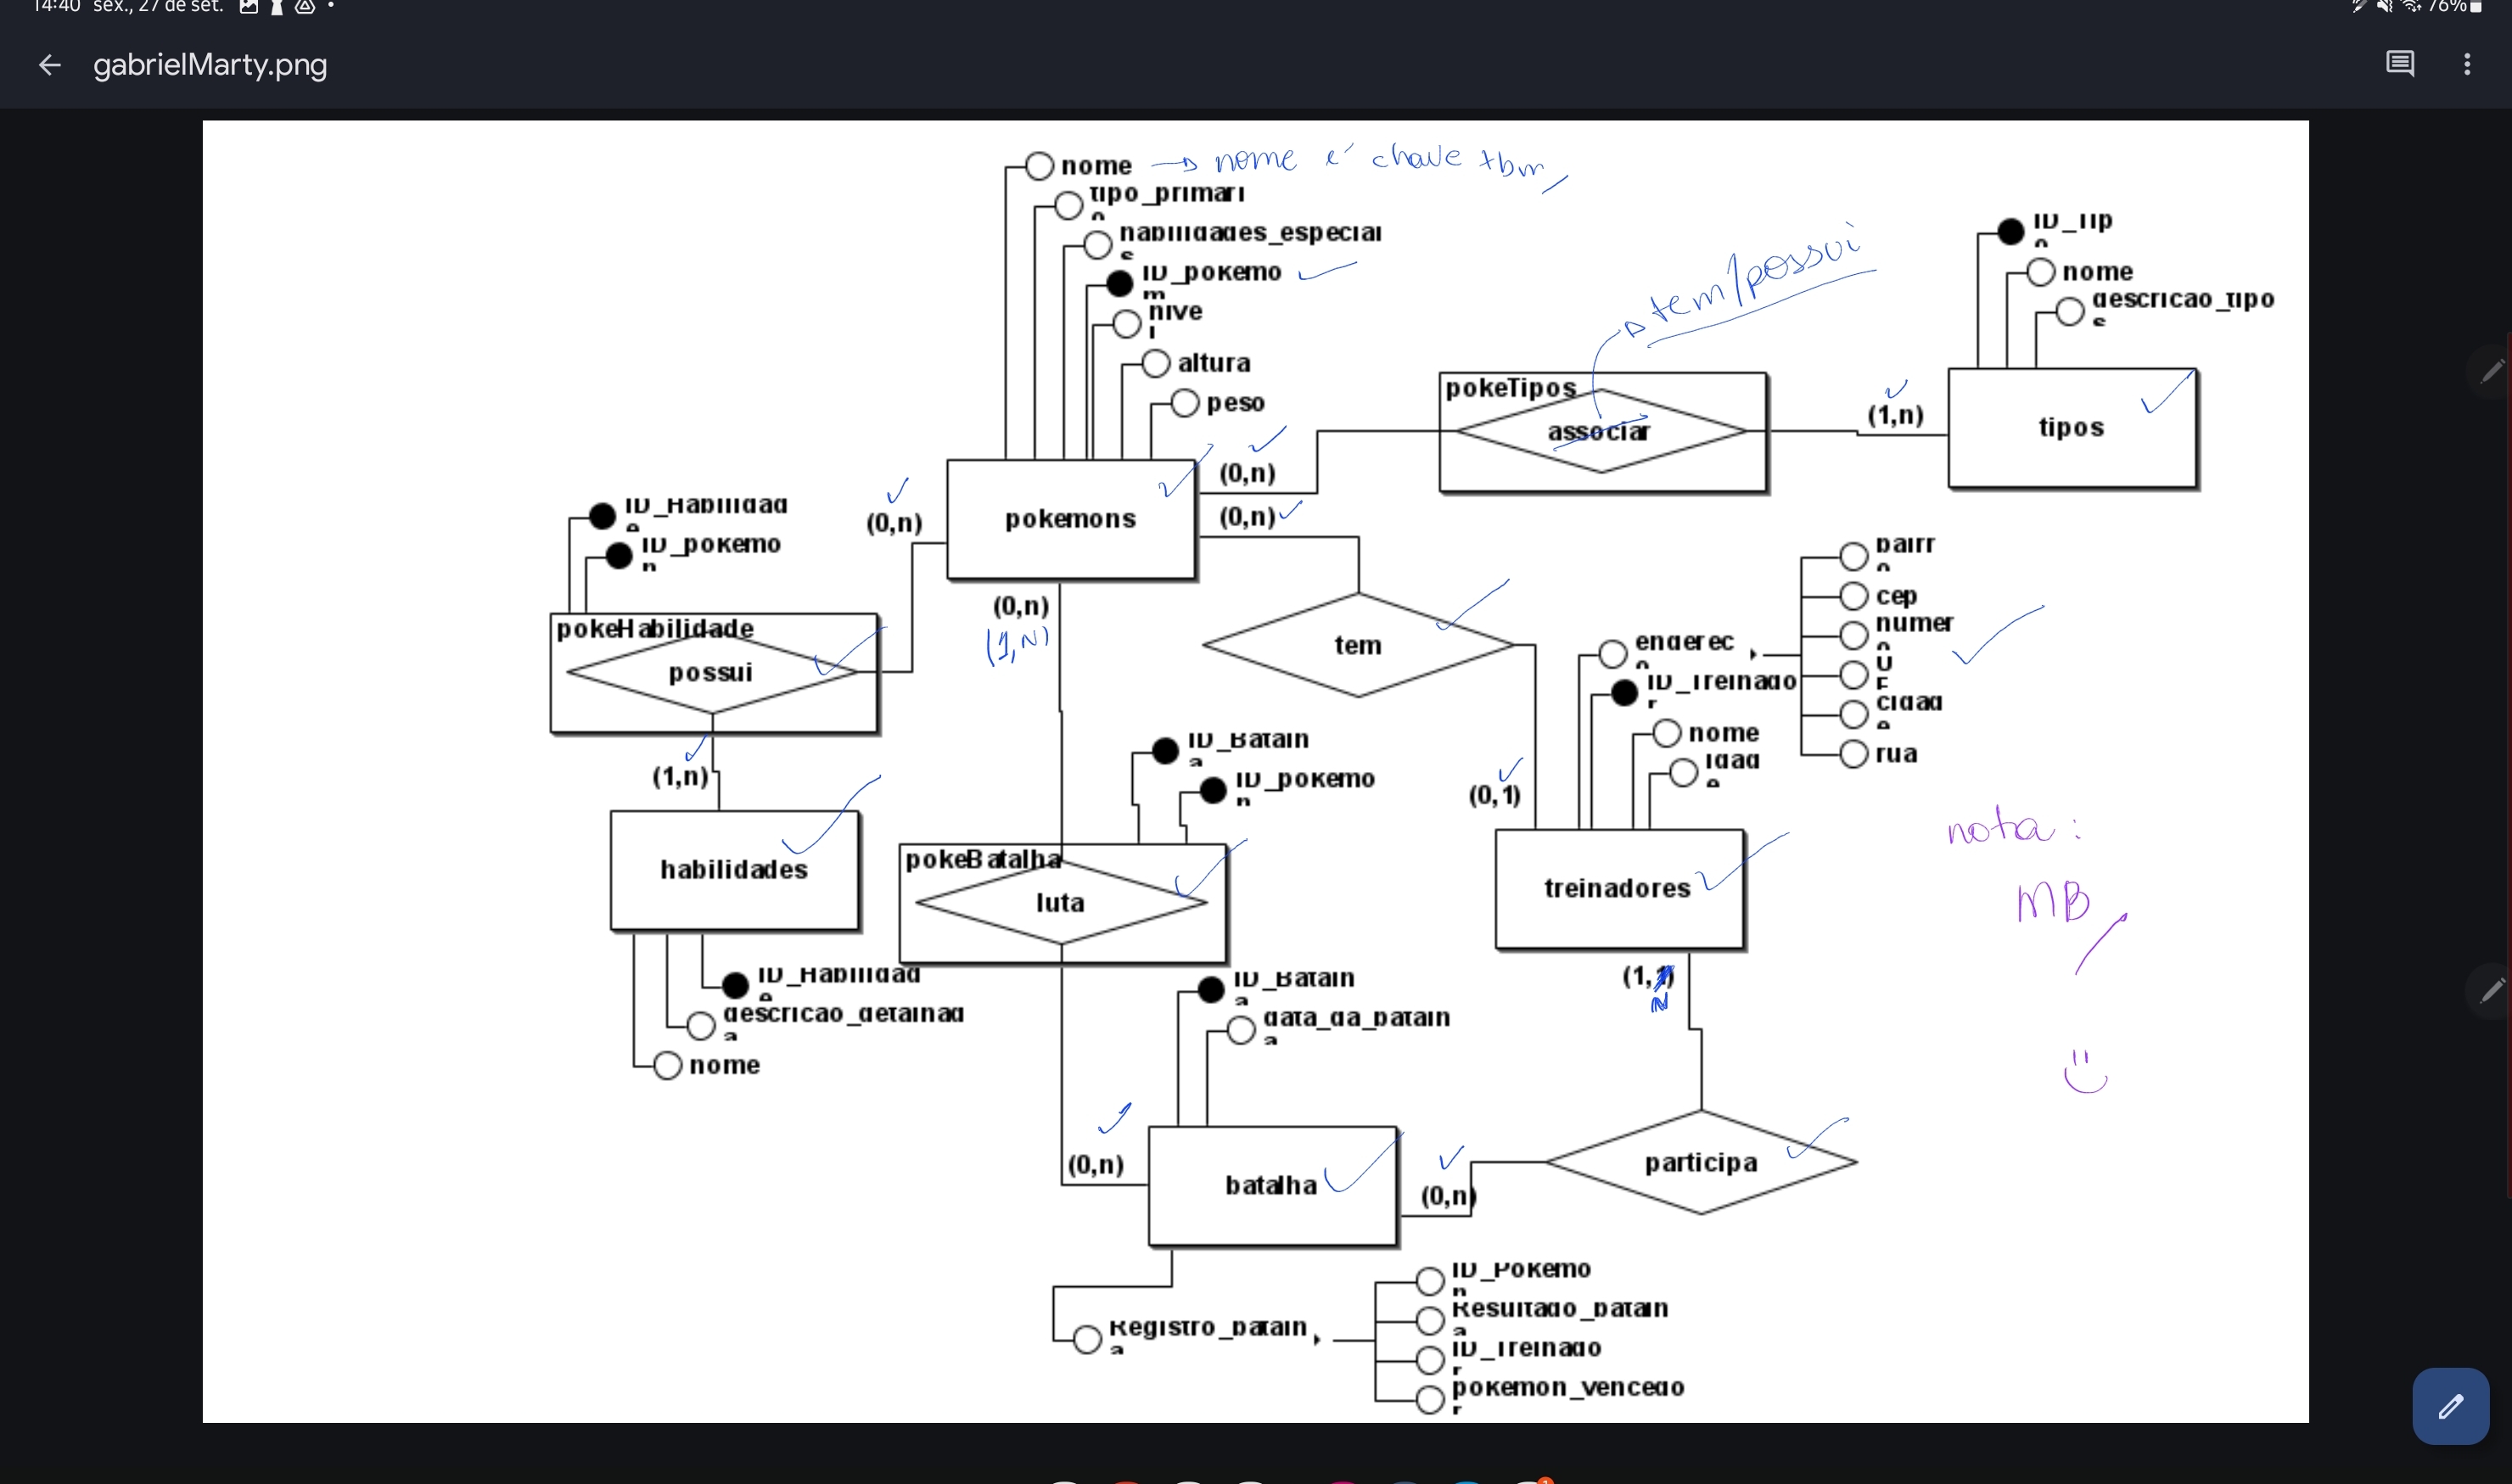 14:40 sex., 27 de set.
76%
gabrielMarty.png
nome → nome é chave tbm
tipo_primario
habilidades_especiais
ID_pokemom
nivel
altura
peso
tem/possui
ID_Tipo
nome
descricao_tipos
pokeTipos
associar
(1,n)
tipos
(0,n)
(0,n)
(0,n)
pokemons
ID_Habilidade
ID_pokemon
pokeHabilidade
possui
(1,n)
habilidades
ID_Habilidade
descricao_detalhada
nome
(0,n)
(1,N)
tem
(0,1)
endereco
bairro
cep
numero
UF
cidade
rua
ID_Treinador
nome
idade
treinadores
(1,1)
N
ID_Batalha
ID_pokemon
pokeBatalha
luta
ID_Batalha
data_da_batalha
(0,n)
batalha
(0,n)
participa
Registro_batalha
ID_Pokemon
Resultado_batalha
ID_Treinador
pokemon_vencedor
nota:
MB